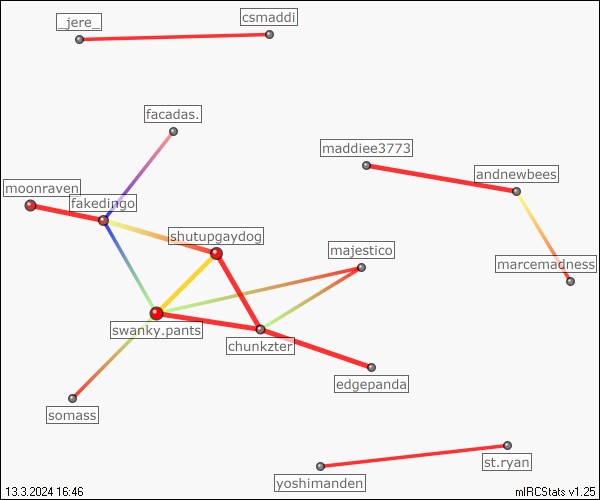 _jere_
csmaddi
facadas.
maddiee3773
andnewbees
moonraven
fakedingo
shutupgaydog
majestico
marcemadness
swanky.pants
chunkzter
edgepanda
somass
st.ryan
yoshimanden
13.3.2024 16:46
mIRCStats v1.25